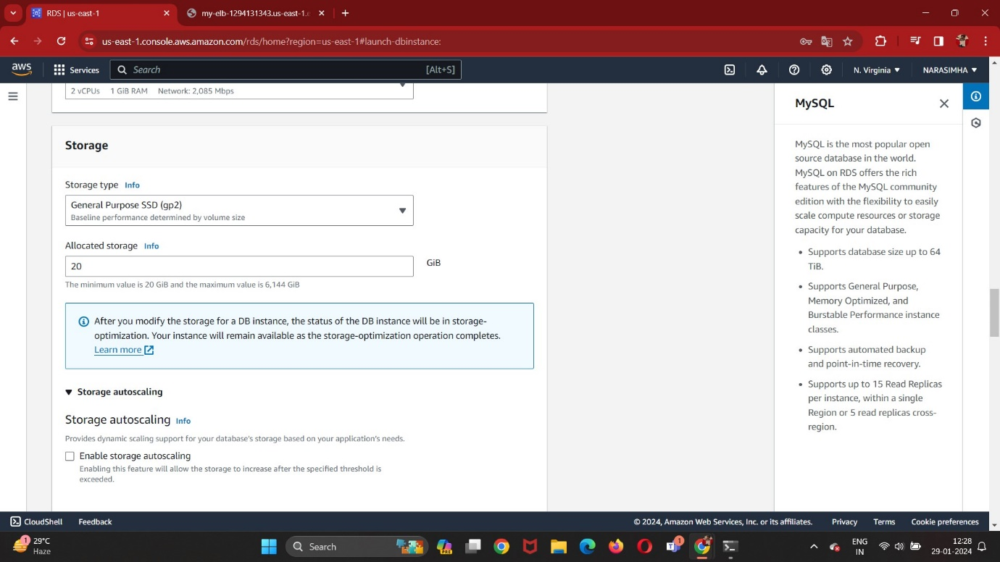 RDS | us-east-1
my-elb-1294131343.us-east-1.e
us-east-1.console.aws.amazon.com/rds/home?region=us-east-1#launch-dbinstance:
aws
Services
Search
[Alt+S]
N. Virginia
NARASIMHA
2 vCPUs 1 GiB RAM Network: 2,085 Mbps
Storage
Storage type Info
General Purpose SSD (gp2)
Baseline performance determined by volume size
Allocated storage Info
20
GiB
The minimum value is 20 GiB and the maximum value is 6,144 GiB
After you modify the storage for a DB instance, the status of the DB instance will be in storage-
optimization. Your instance will remain available as the storage-optimization operation completes.
Learn more
Storage autoscaling
Storage autoscaling Info
Provides dynamic scaling support for your database's storage based on your application's needs.
Enable storage autoscaling
Enabling this feature will allow the storage to increase after the specified threshold is
exceeded.
MySQL
MySQL is the most popular open
source database in the world.
MySQL on RDS offers the rich
features of the MySQL community
edition with the flexibility to easily
scale compute resources or storage
capacity for your database.
• Supports database size up to 64
TiB.
• Supports General Purpose,
Memory Optimized, and
Burstable Performance instance
classes.
• Supports automated backup
and point-in-time recovery.
• Supports up to 15 Read Replicas
per instance, within a single
Region or 5 read replicas cross-
region.
CloudShell
Feedback
© 2024, Amazon Web Services, Inc. or its affiliates.
Privacy
Terms
Cookie preferences
1
29°C
Haze
Search
PRE
1
ENG
IN
12:28
29-01-2024